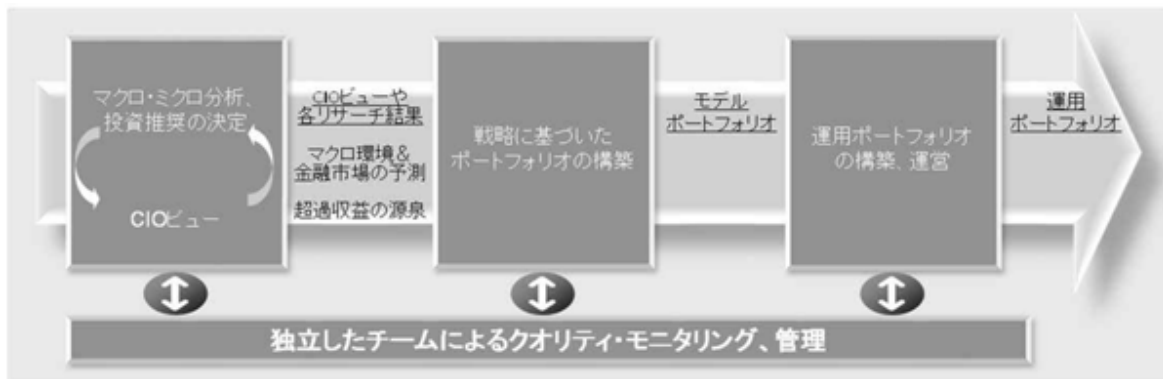 マクロ・ミクロ分析、
投資推奨の決定
CIOビュー
CIOビューや
各リサーチ結果
マクロ環境&
金融市場の予測
超過収益の源泉
戦略に基づいた
ポートフォリオの構築
モデル
ポートフォリオ
運用ポートフォリオ
の構築、運営
運用
ポートフォリオ
独立したチームによるクオリティ・モニタリング、管理